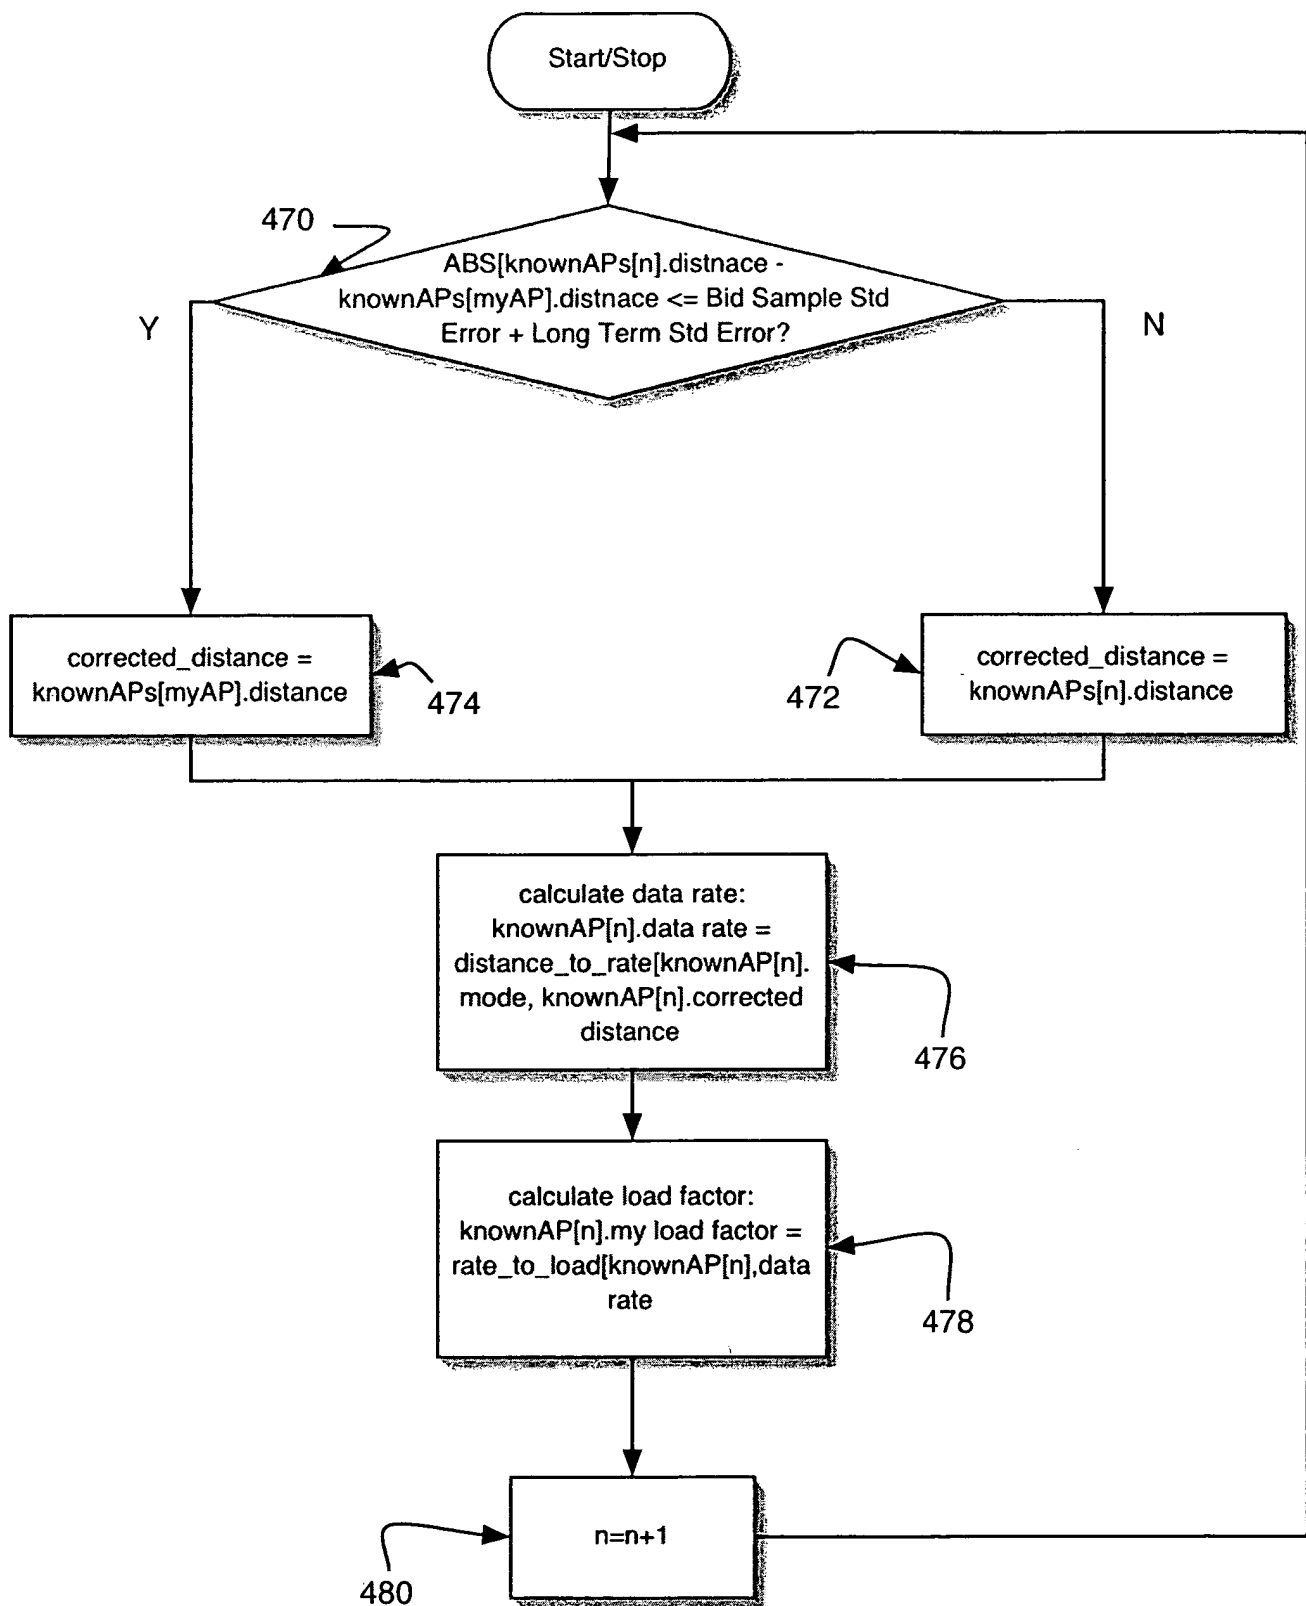 Start/Stop
470
ABS[knownAPs[n].distnace -
knownAPs[myAP].distnace <= Bid Sample Std
Error + Long Term Std Error?
Y
N
corrected_distance =
knownAPs[myAP].distance
474
472
corrected_distance =
knownAPs[n].distance
calculate data rate:
knownAP[n].data rate =
distance_to_rate[knownAP[n].
mode, knownAP[n].corrected
distance
476
calculate load factor:
knownAP[n].my load factor =
rate_to_load[knownAP[n],data
rate
478
n=n+1
480